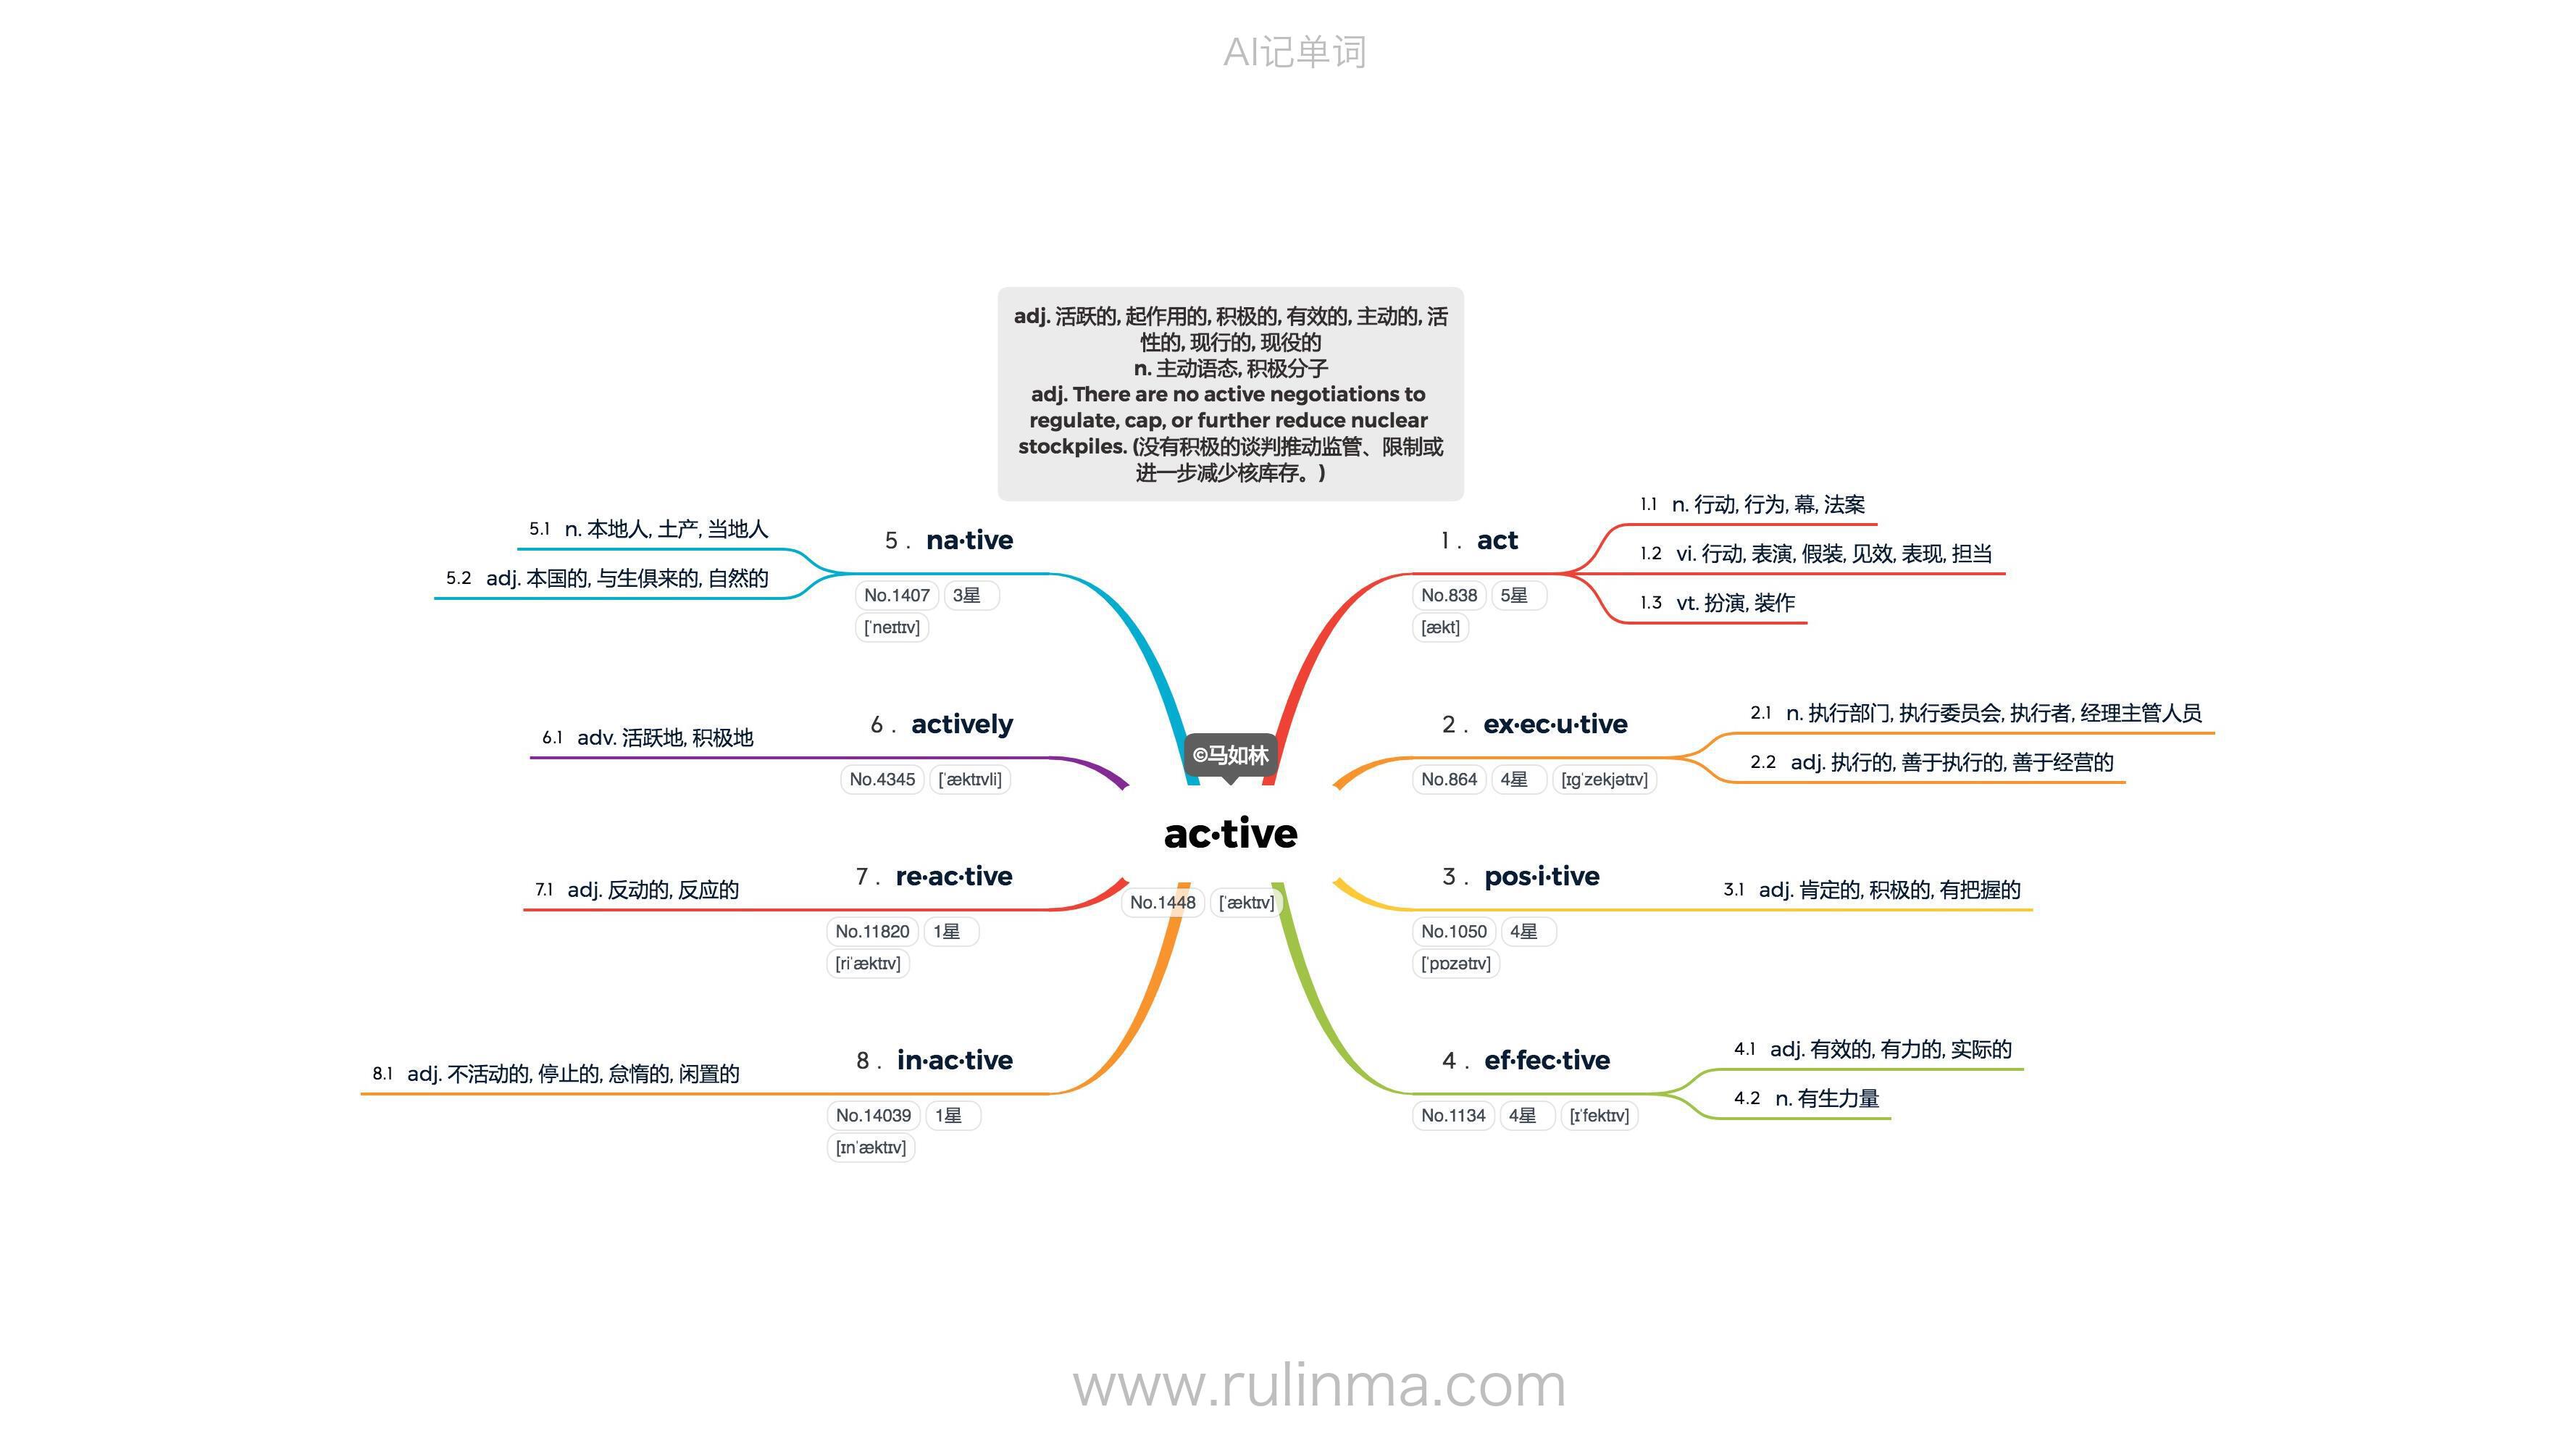 AI记单词
adj. 活跃的, 起作用的, 积极的, 有效的, 主动的, 活
性的, 现行的, 现役的
n. 主动语态, 积极分子
adj. There are no active negotiations to
regulate, cap, or further reduce nuclear
stockpiles. (没有积极的谈判推动监管、限制或
进一步减少核库存。)
©马如林
ac·tive
No.1448 [ˈæktɪv]
1 . act
No.838 5星
[ækt]
1.1 n. 行动, 行为, 幕, 法案
1.2 vi. 行动, 表演, 假装, 见效, 表现, 担当
1.3 vt. 扮演, 装作
2 . ex·ec·u·tive
No.864 4星 [ɪgˈzekjətɪv]
2.1 n. 执行部门, 执行委员会, 执行者, 经理主管人员
2.2 adj. 执行的, 善于执行的, 善于经营的
3 . pos·i·tive
No.1050 4星
[ˈpɒzətɪv]
3.1 adj. 肯定的, 积极的, 有把握的
4 . ef·fec·tive
No.1134 4星 [ɪˈfektɪv]
4.1 adj. 有效的, 有力的, 实际的
4.2 n. 有生力量
5 . na·tive
No.1407 3星
[ˈneɪtɪv]
5.1 n. 本地人, 土产, 当地人
5.2 adj. 本国的, 与生俱来的, 自然的
6 . actively
No.4345 [ˈæktɪvli]
6.1 adv. 活跃地, 积极地
7 . re·ac·tive
No.11820 1星
[riˈæktɪv]
7.1 adj. 反动的, 反应的
8 . in·ac·tive
No.14039 1星
[ɪnˈæktɪv]
8.1 adj. 不活动的, 停止的, 怠惰的, 闲置的
www.rulinma.com